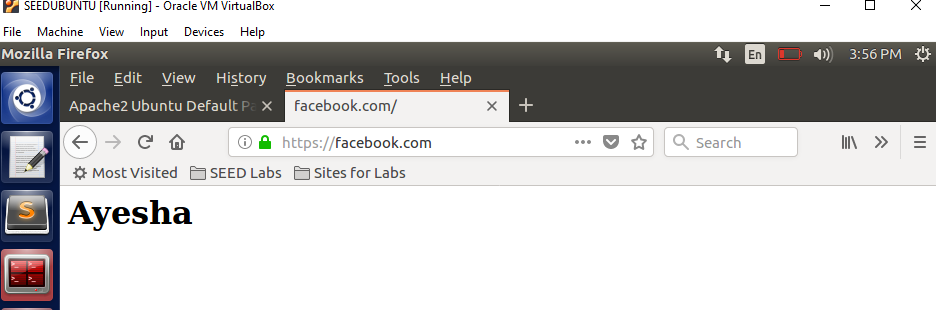 SEEDUBUNTU [Running] - Oracle VM VirtualBox
File Machine View Input Devices Help
Mozilla Firefox En 3:56 PM
File Edit View History Bookmarks Tools Help
Apache2 Ubuntu Default Pa facebook.com/
https://facebook.com Search
Most Visited SEED Labs Sites for Labs
Ayesha